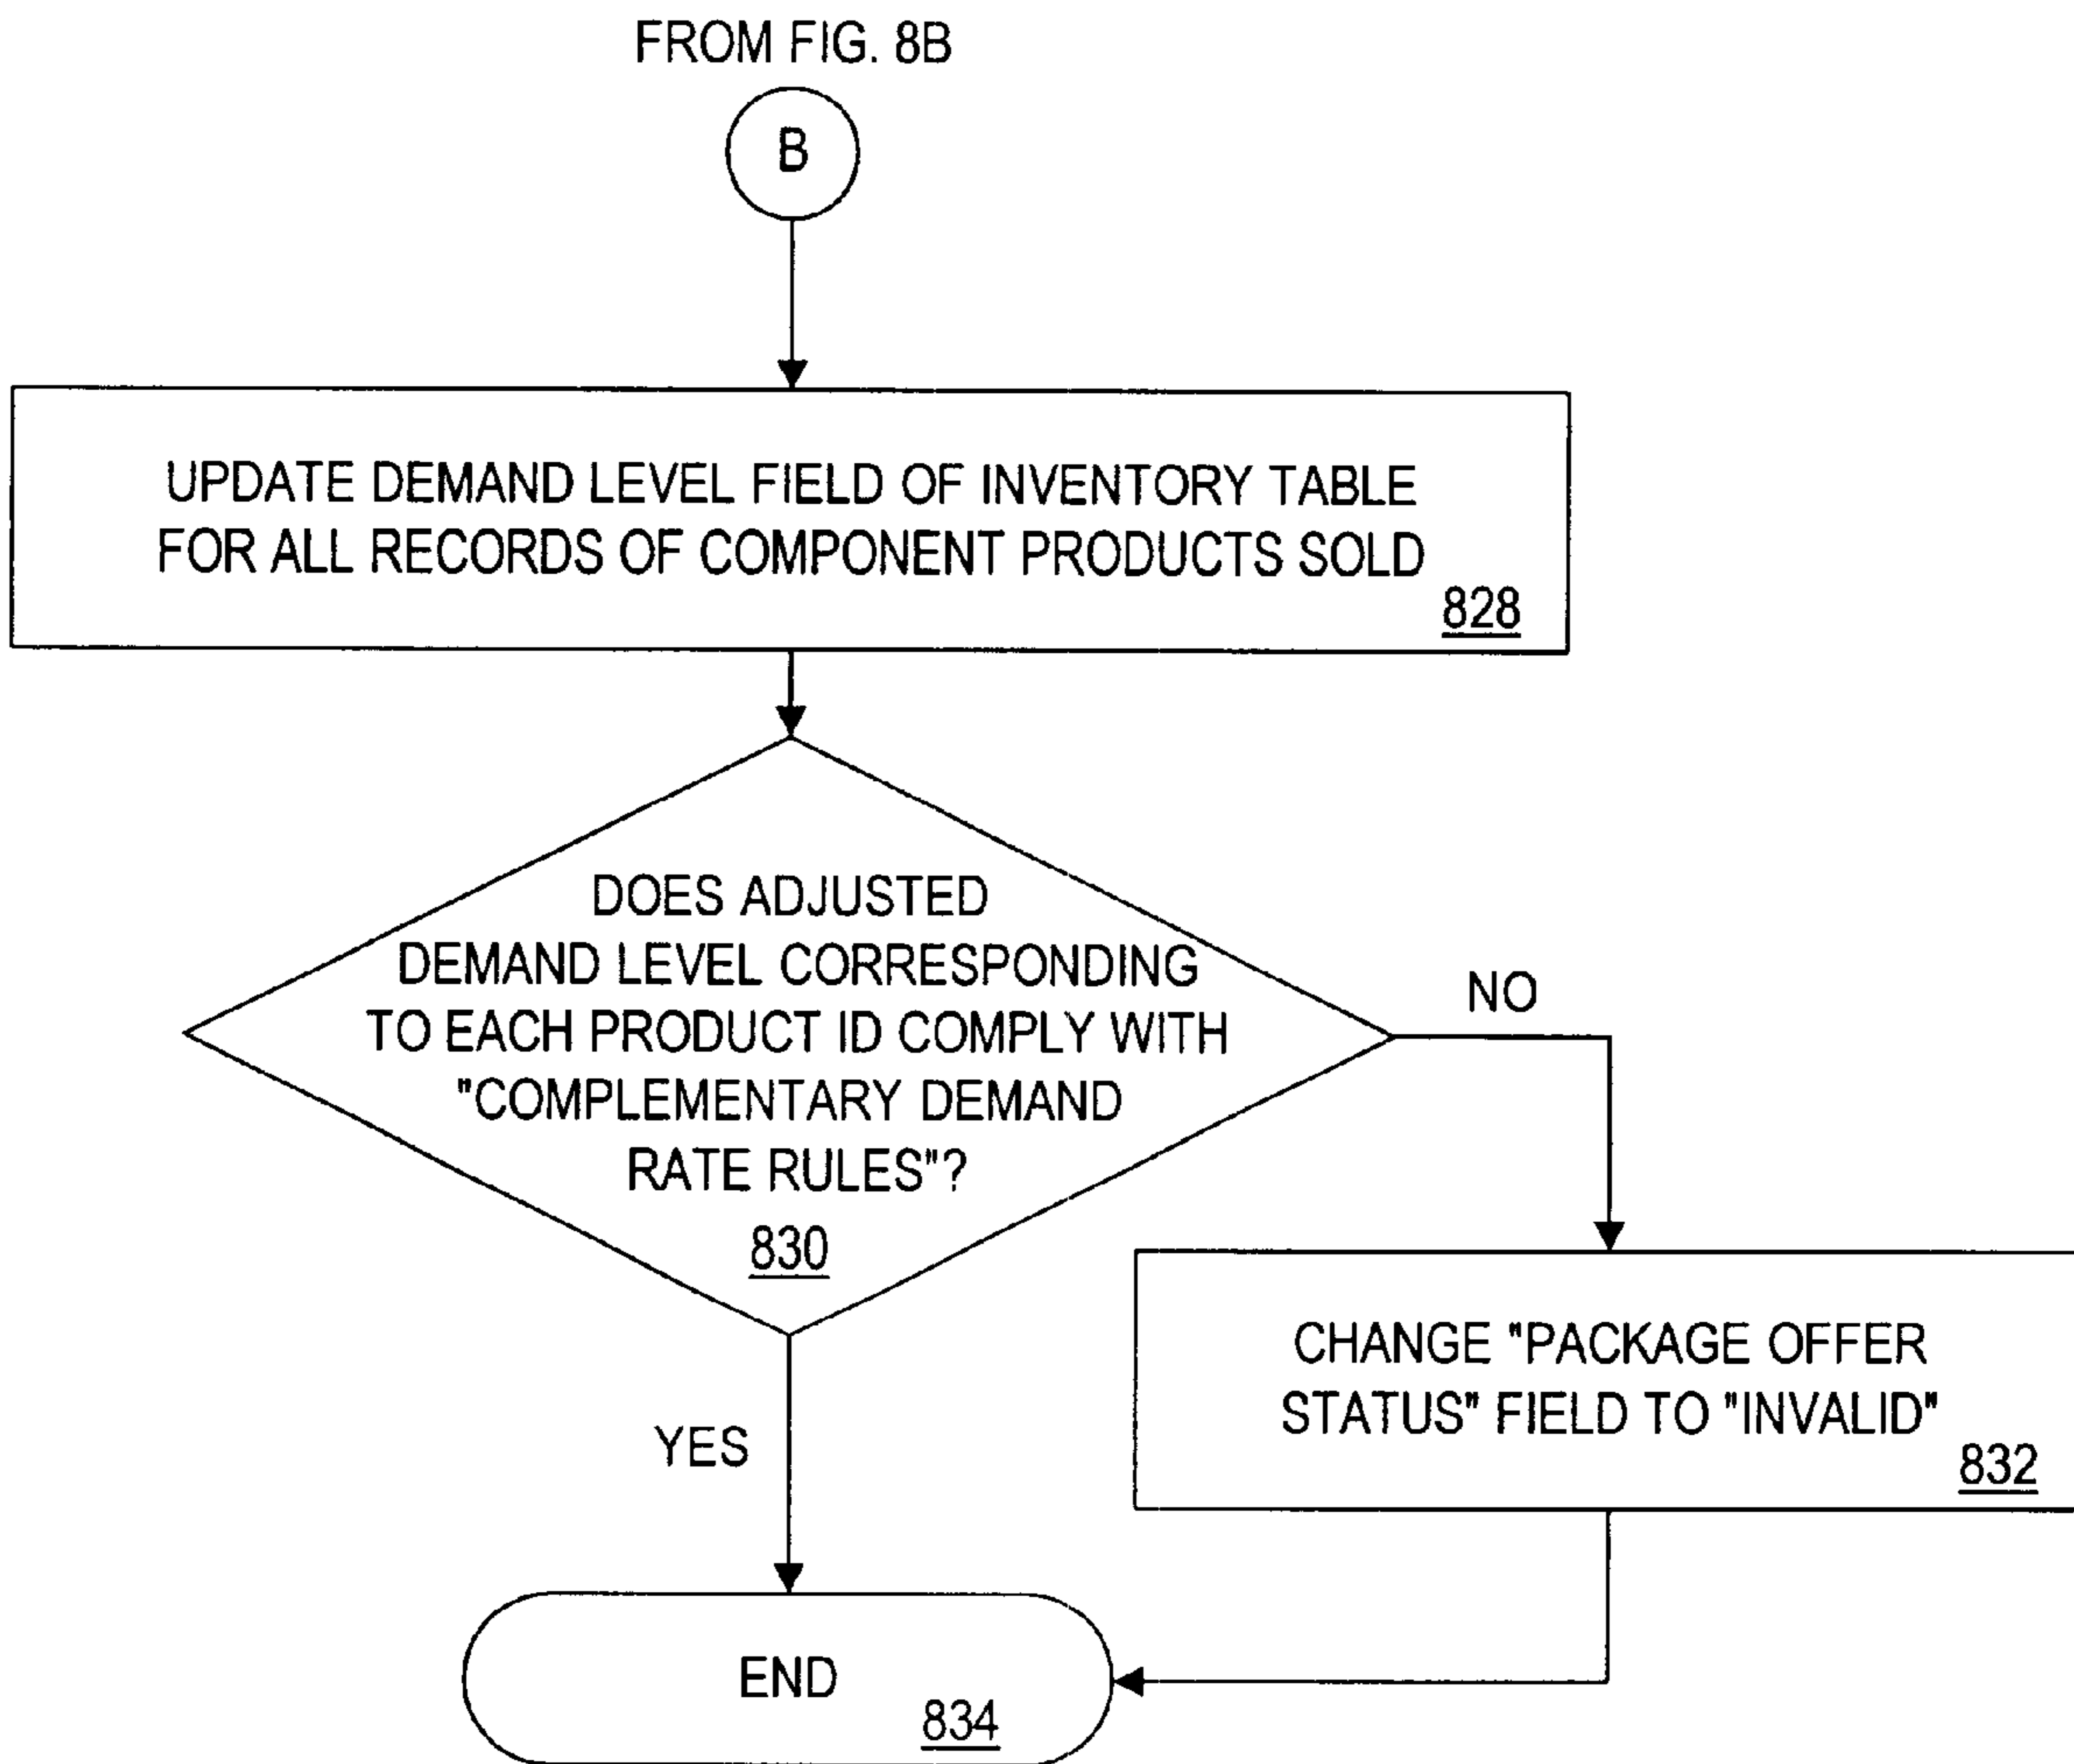 FROM FIG. 8B
B
UPDATE DEMAND LEVEL FIELD OF INVENTORY TABLE
FOR ALL RECORDS OF COMPONENT PRODUCTS SOLD
828
DOES ADJUSTED
DEMAND LEVEL CORRESPONDING
TO EACH PRODUCT ID COMPLY WITH
"COMPLEMENTARY DEMAND
RATE RULES"?
830
NO
CHANGE "PACKAGE OFFER
STATUS" FIELD TO "INVALID"
832
YES
END
834